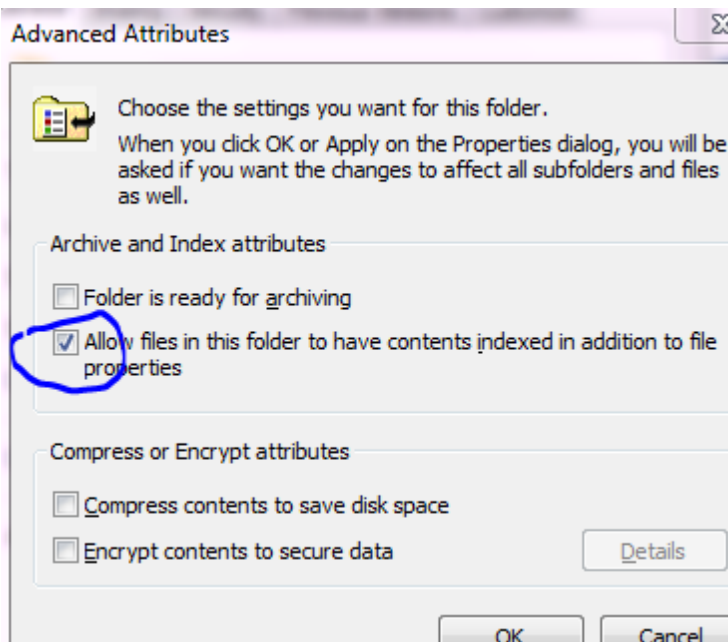 Advanced Attributes
Choose the settings you want for this folder.
When you click OK or Apply on the Properties dialog, you will be
asked if you want the changes to affect all subfolders and files
as well.
Archive and Index attributes
Folder is ready for archiving
Allow files in this folder to have contents indexed in addition to file
properties
Compress or Encrypt attributes
Compress contents to save disk space
Encrypt contents to secure data
Details
OK
Cancel